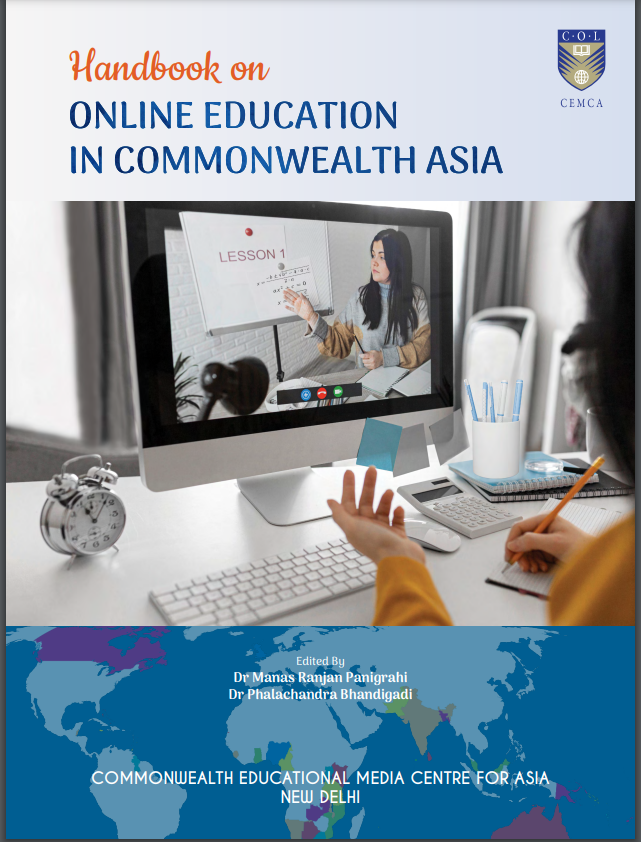 Handbook on
ONLINE EDUCATION
IN COMMONWEALTH ASIA
C·O·L
CEMCA
LESSON 1
Edited By
Dr Manas Ranjan Panigrahi
Dr Phalachandra Bhandigadi
COMMONWEALTH EDUCATIONAL MEDIA CENTRE FOR ASIA
NEW DELHI